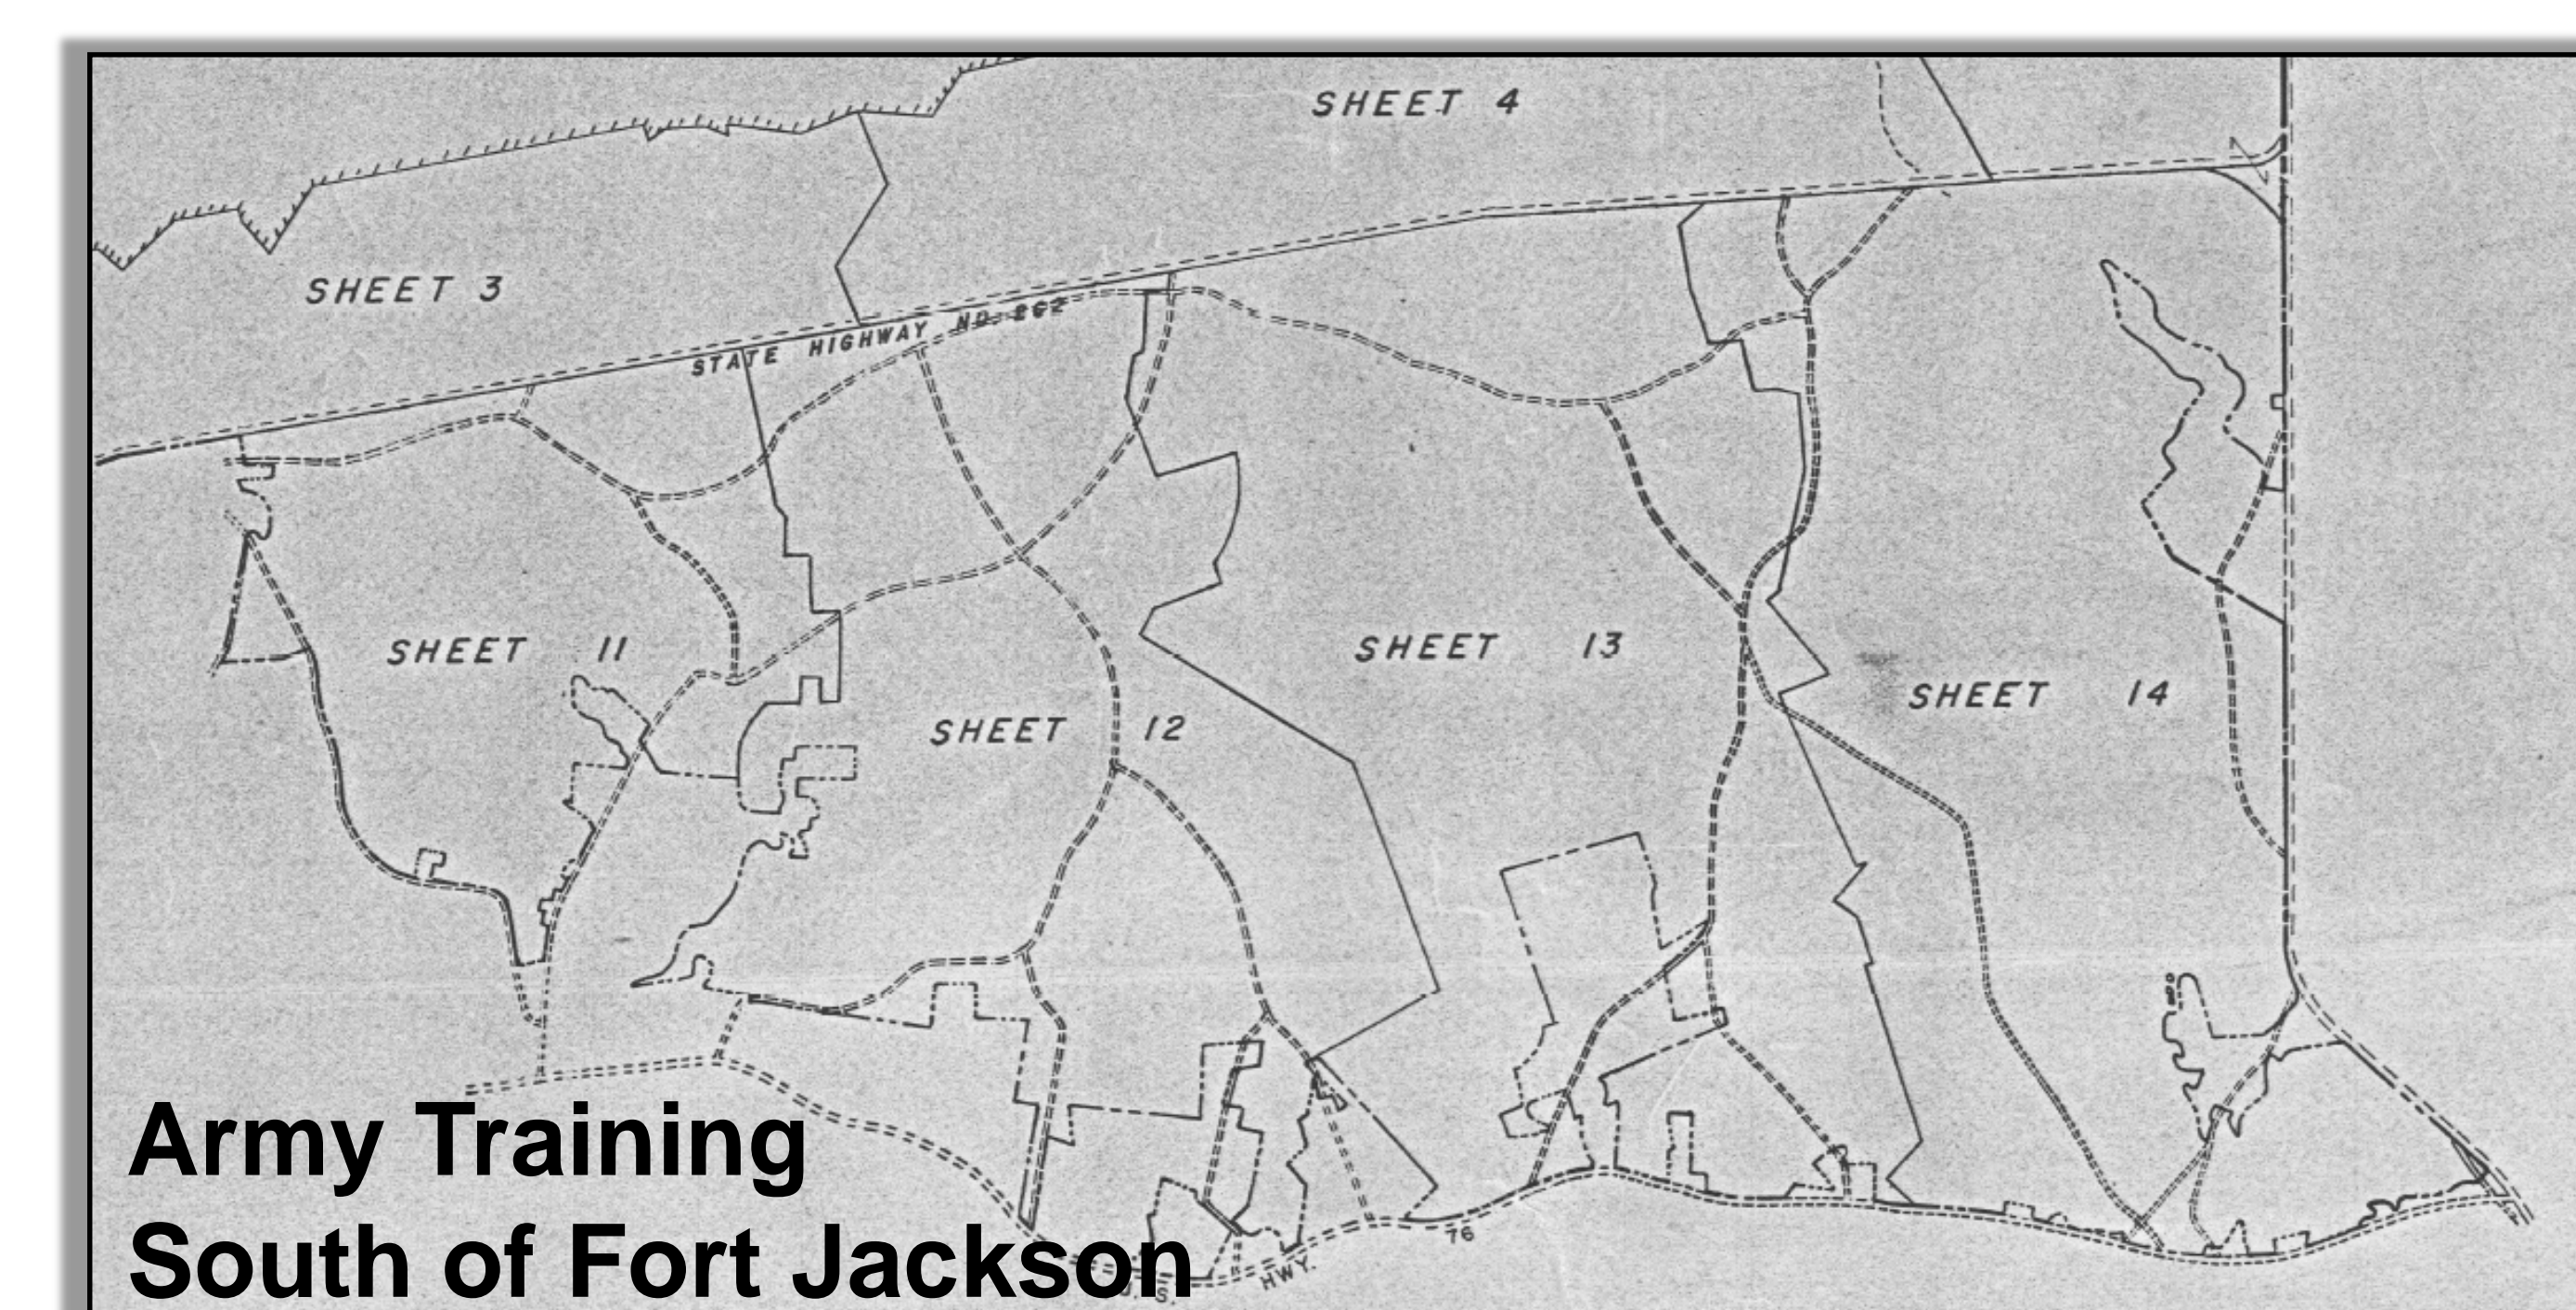 SHEET 4
SHEET 3
STATE HIGHWAY NO. 262
SHEET 11
SHEET 13
SHEET 14
SHEET 12
Army Training
South of Fort Jackson
U. S. HWY. 76